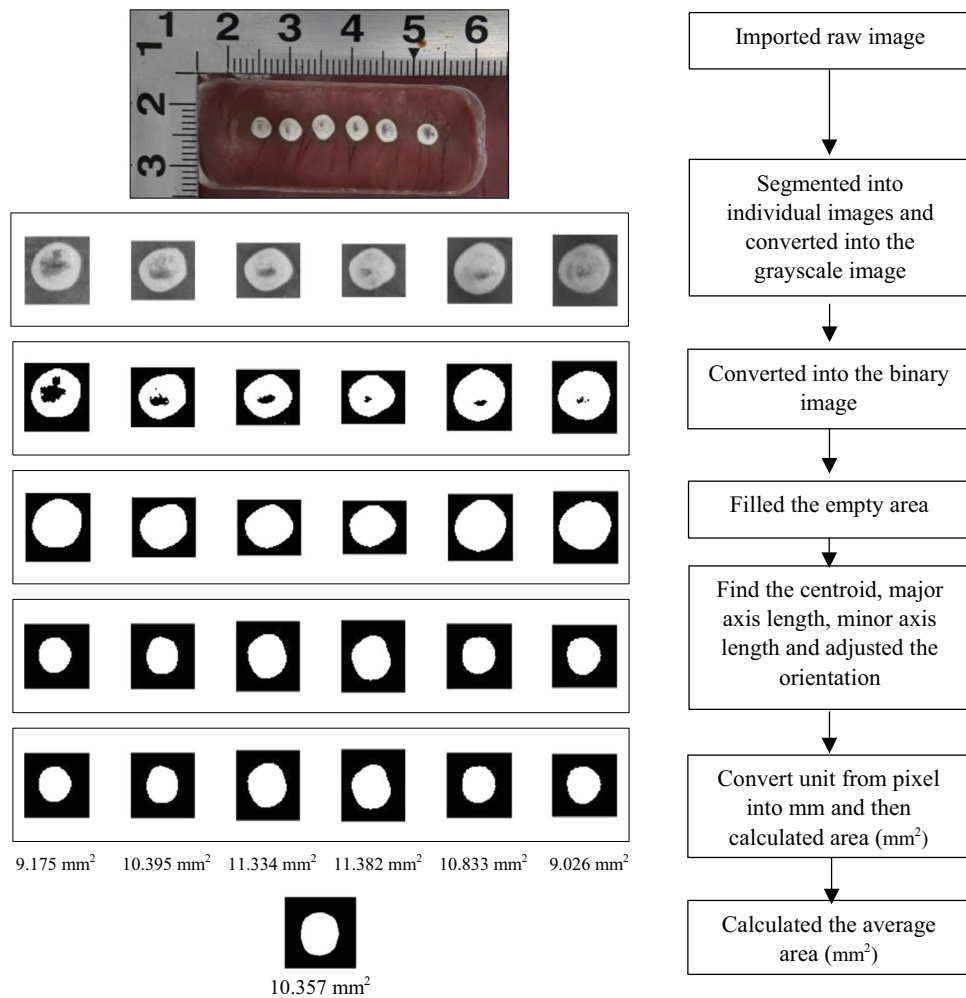 1 2 3 4 5 6
1
2
3
Imported raw image
Segmented into
individual images and
converted into the
grayscale image
Converted into the binary
image
Filled the empty area
Find the centroid, major
axis length, minor axis
length and adjusted the
orientation
Convert unit from pixel
into mm and then
calculated area (mm²)
9.175 mm² 10.395 mm² 11.334 mm² 11.382 mm² 10.833 mm² 9.026 mm²
Calculated the average
area (mm²)
10.357 mm²